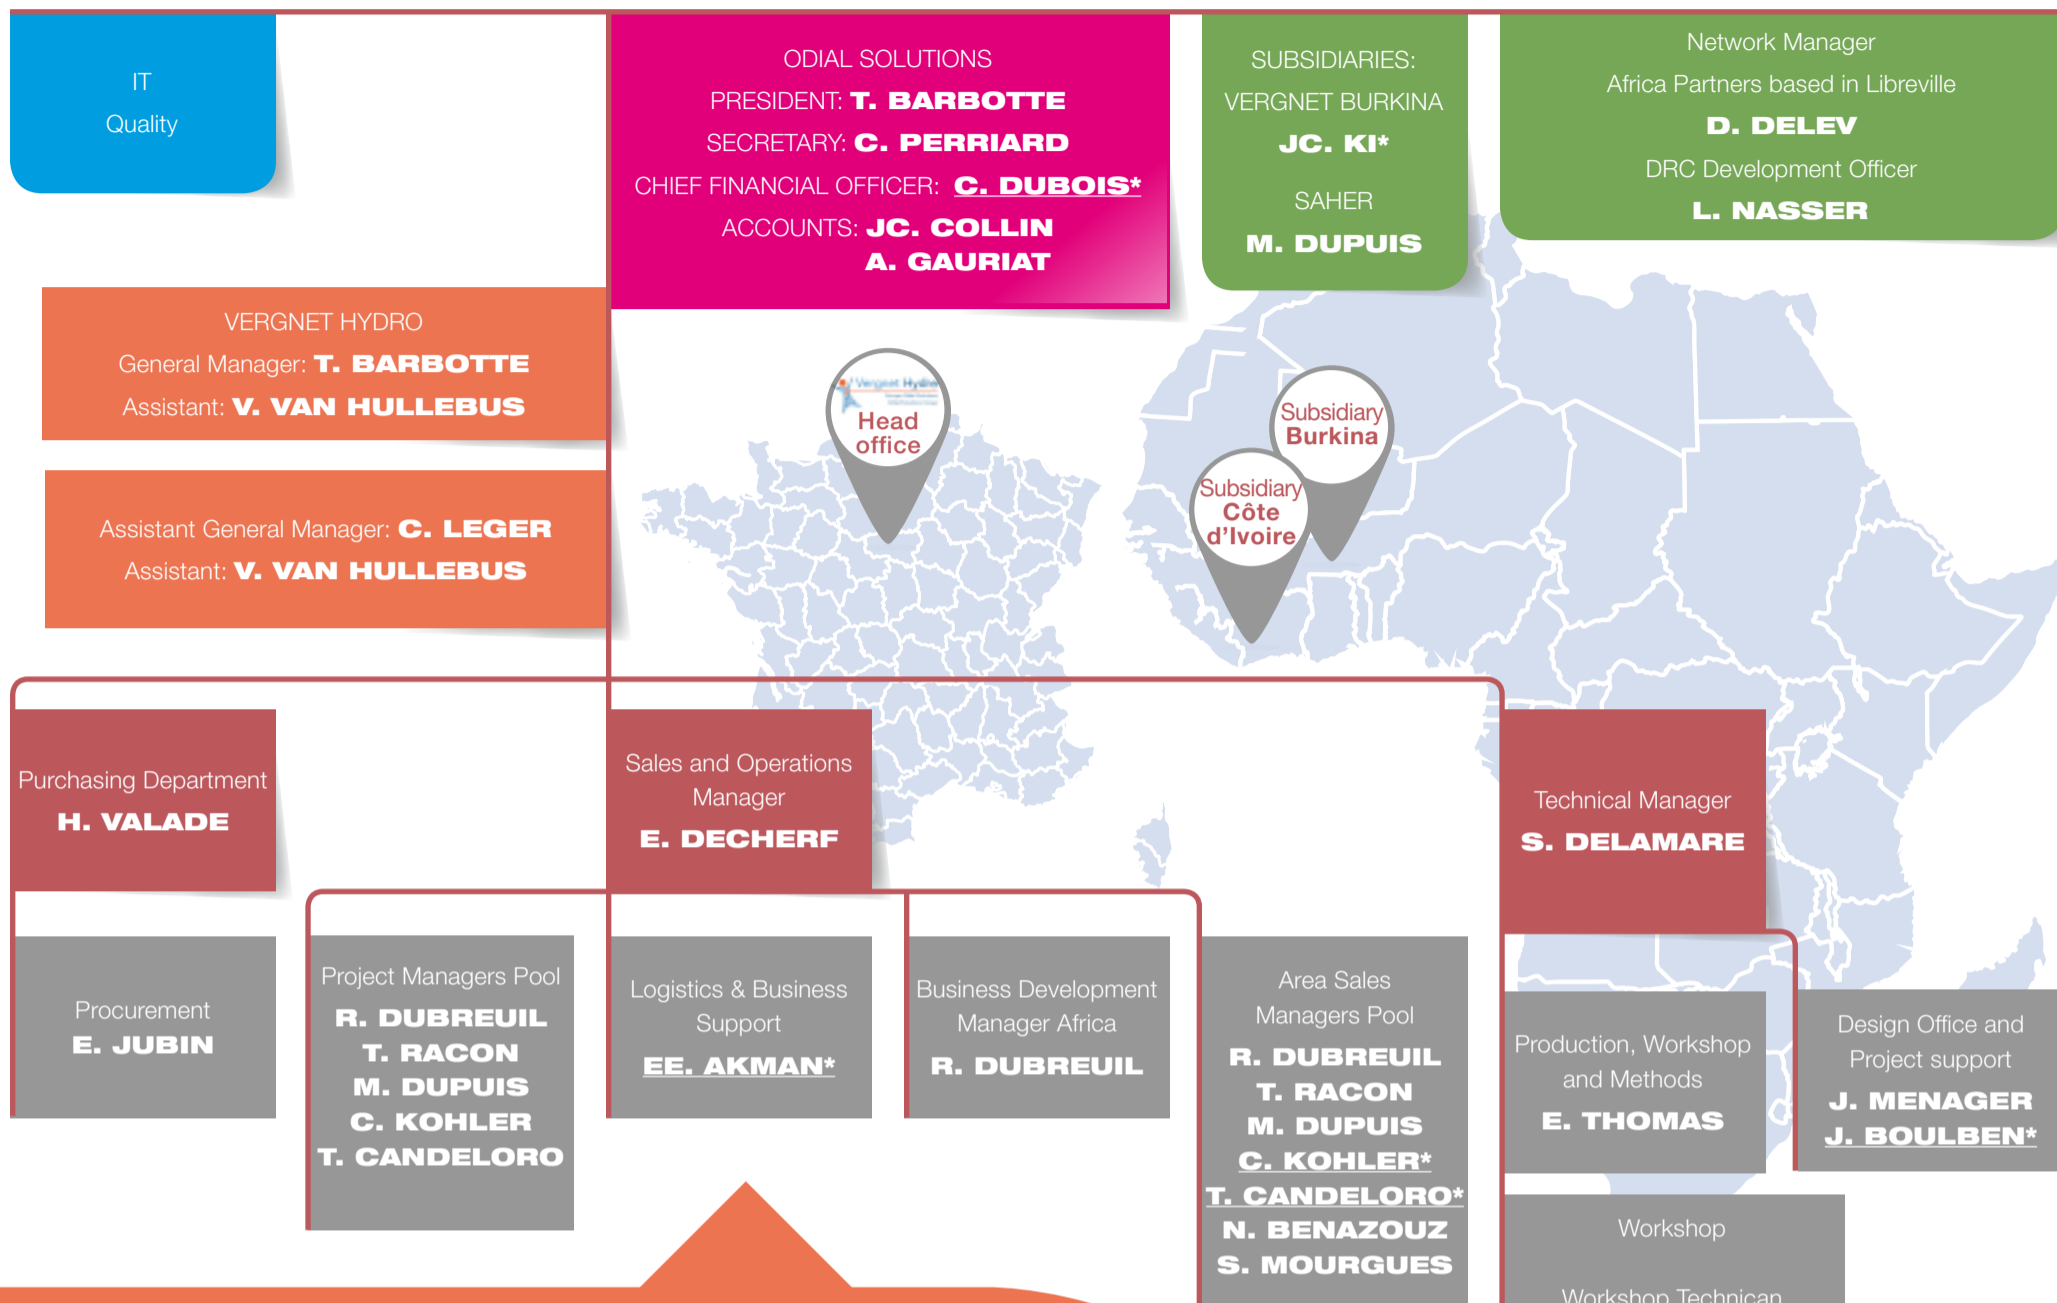 IT
Quality
ODIAL SOLUTIONS
PRESIDENT: T. BARBOTTE
SECRETARY: C. PERRIARD
CHIEF FINANCIAL OFFICER: C. DUBOIS*
ACCOUNTS: JC. COLLIN
A. GAURIAT
SUBSIDIARIES:
VERGNET BURKINA
JC. KI*
SAHER
M. DUPUIS
Network Manager
Africa Partners based in Libreville
D. DELEV
DRC Development Officer
L. NASSER
VERGNET HYDRO
General Manager: T. BARBOTTE
Assistant: V. VAN HULLEBUS
Assistant General Manager: C. LEGER
Assistant: V. VAN HULLEBUS
Vergnet Hydro
Head
office
Subsidiary
Burkina
Subsidiary
Côte
d'Ivoire
Purchasing Department
H. VALADE
Sales and Operations
Manager
E. DECHERF
Technical Manager
S. DELAMARE
Procurement
E. JUBIN
Project Managers Pool
R. DUBREUIL
T. RACON
M. DUPUIS
C. KOHLER
T. CANDELORO
Logistics & Business
Support
EE. AKMAN*
Business Development
Manager Africa
R. DUBREUIL
Area Sales
Managers Pool
R. DUBREUIL
T. RACON
M. DUPUIS
C. KOHLER*
T. CANDELORO*
N. BENAZOUZ
S. MOURGUES
Production, Workshop
and Methods
E. THOMAS
Design Office and
Project support
J. MENAGER
J. BOULBEN*
Workshop
Workshop Technican